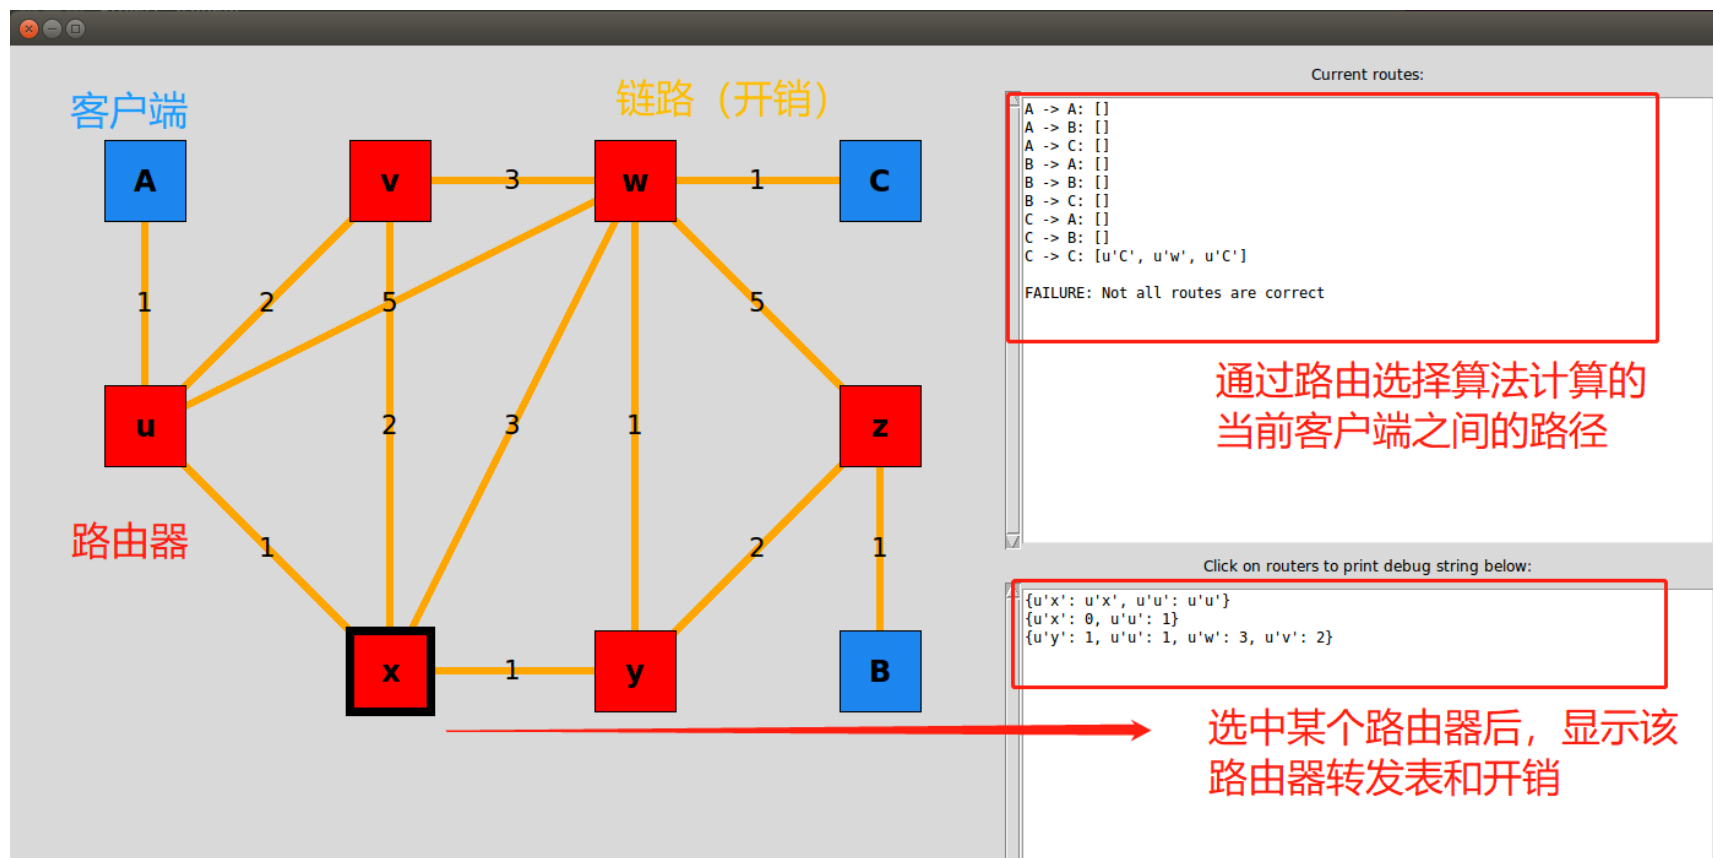 客户端
链路（开销）
A
v
3
w
1
C
1
2
5
5
u
2
3
1
z
路由器
1
2
1
x
1
y
B
Current routes:
A -> A: []
A -> B: []
A -> C: []
B -> A: []
B -> B: []
B -> C: []
C -> A: []
C -> B: []
C -> C: [u'C', u'w', u'C']
FAILURE: Not all routes are correct
通过路由选择算法计算的
当前客户端之间的路径
Click on routers to print debug string below:
{u'x': u'x', u'u': u'u'}
{u'x': 0, u'u': 1}
{u'y': 1, u'u': 1, u'w': 3, u'v': 2}
选中某个路由器后，显示该
路由器转发表和开销